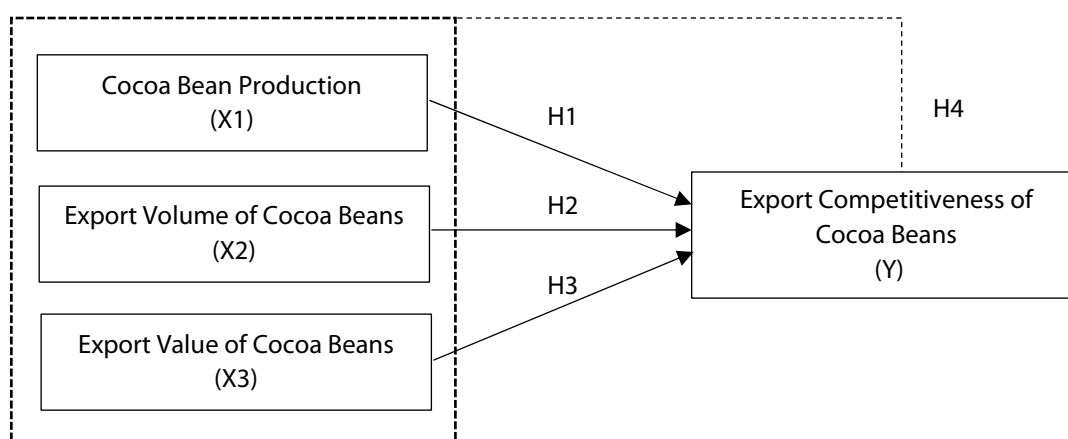 Cocoa Bean Production
(X1)
Export Volume of Cocoa Beans
(X2)
Export Value of Cocoa Beans
(X3)
H1
H2
H3
H4
Export Competitiveness of
Cocoa Beans
(Y)